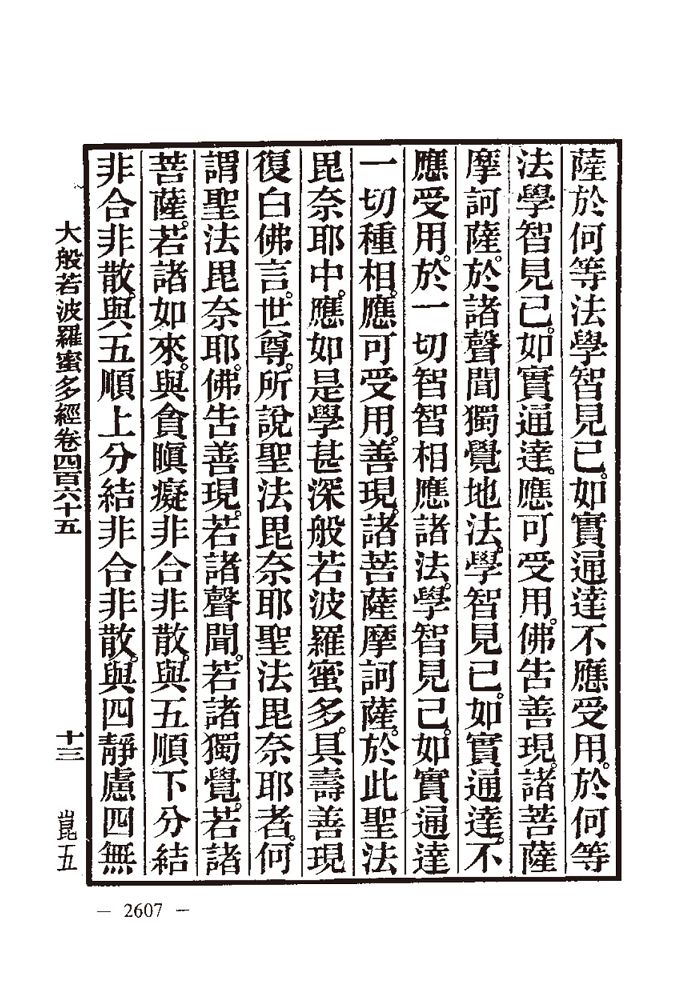 薩於何等法學智見已。如實通達不應受用。於何等
法學智見已。如實通達。應可受用。佛告善現。諸菩薩
摩訶薩。於諸聲聞獨覺地法。學智見已。如實通達。不
應受用。於一切智智相應諸法。學智見已。如實通達
一切種相。應可受用。善現。諸菩薩摩訶薩。於此聖法
毘奈耶中。應如是學甚深般若波羅蜜多。具壽善現
復白佛言。世尊。所說聖法毘奈耶聖法毘奈耶者。何
謂聖法毘奈耶。佛告善現。若諸聲聞。若諸獨覺。若諸
菩薩。若諸如來。與貪瞋癡非合非散。與五順下分結
非合非散。與五順上分結非合非散。與四靜慮四無
大般若波羅蜜多經卷四百六十五 十三 崑五
— 2607 —